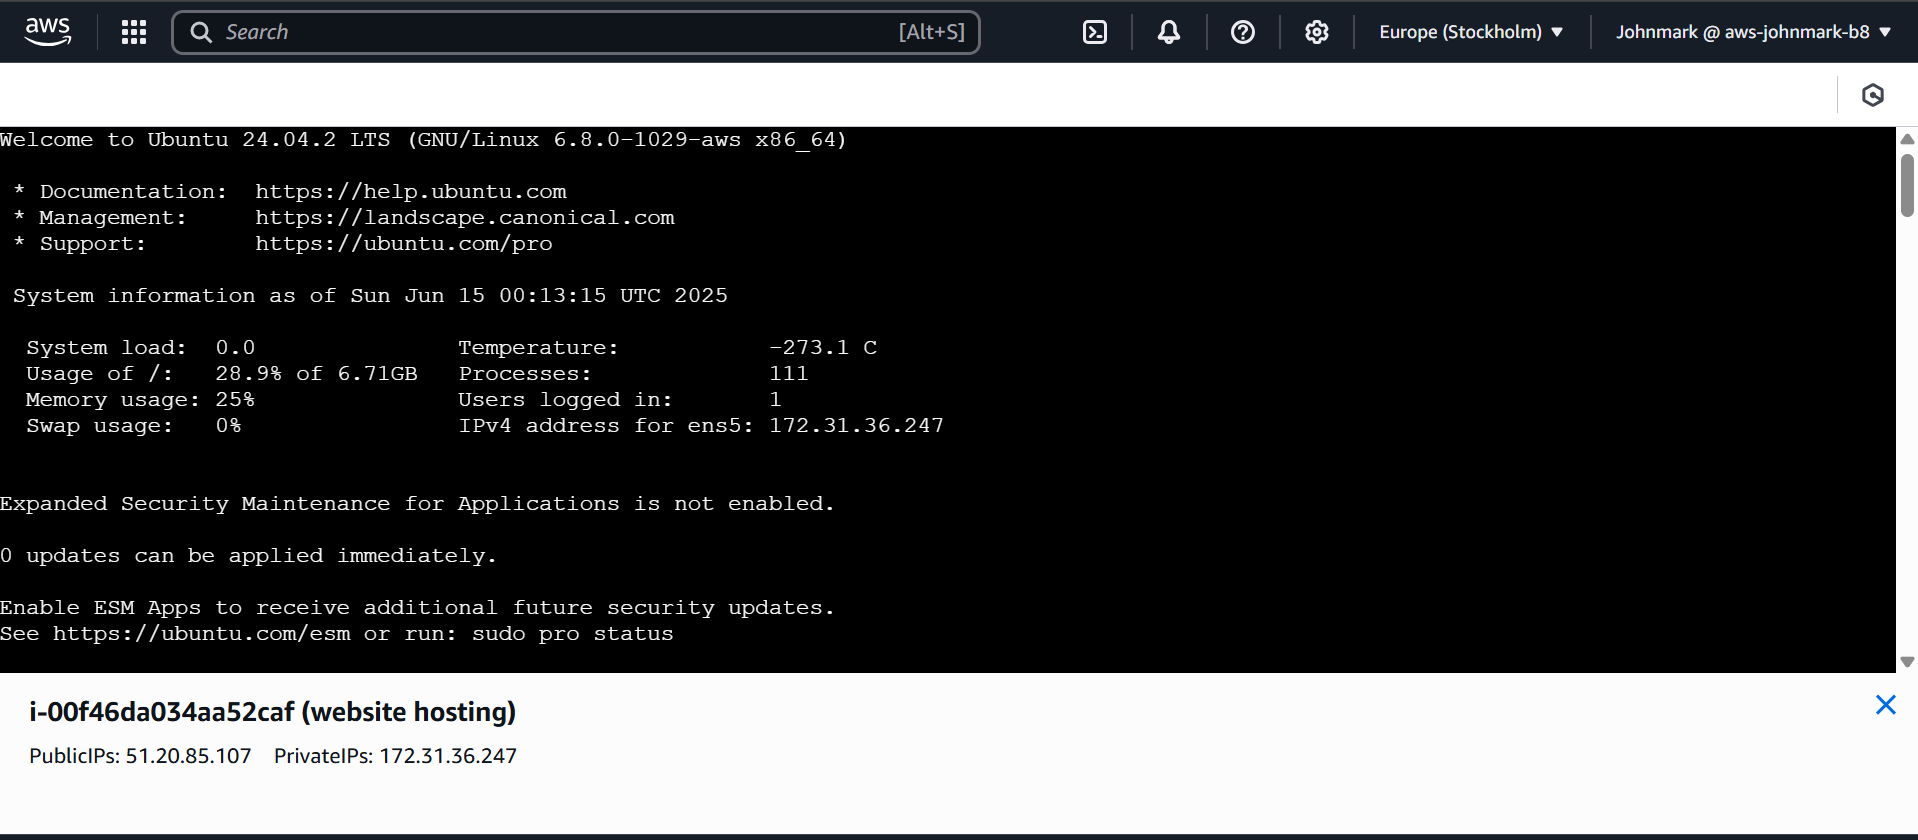 aws
Search [Alt+S]
Europe (Stockholm)
Johnmark @ aws-johnmark-b8
Welcome to Ubuntu 24.04.2 LTS (GNU/Linux 6.8.0-1029-aws x86_64)
* Documentation: https://help.ubuntu.com
* Management: https://landscape.canonical.com
* Support: https://ubuntu.com/pro
System information as of Sun Jun 15 00:13:15 UTC 2025
System load: 0.0 Temperature: -273.1 C
Usage of /: 28.9% of 6.71GB Processes: 111
Memory usage: 25% Users logged in: 1
Swap usage: 0% IPv4 address for ens5: 172.31.36.247
Expanded Security Maintenance for Applications is not enabled.
0 updates can be applied immediately.
Enable ESM Apps to receive additional future security updates.
See https://ubuntu.com/esm or run: sudo pro status
i-00f46da034aa52caf (website hosting)
PublicIPs: 51.20.85.107 PrivateIPs: 172.31.36.247